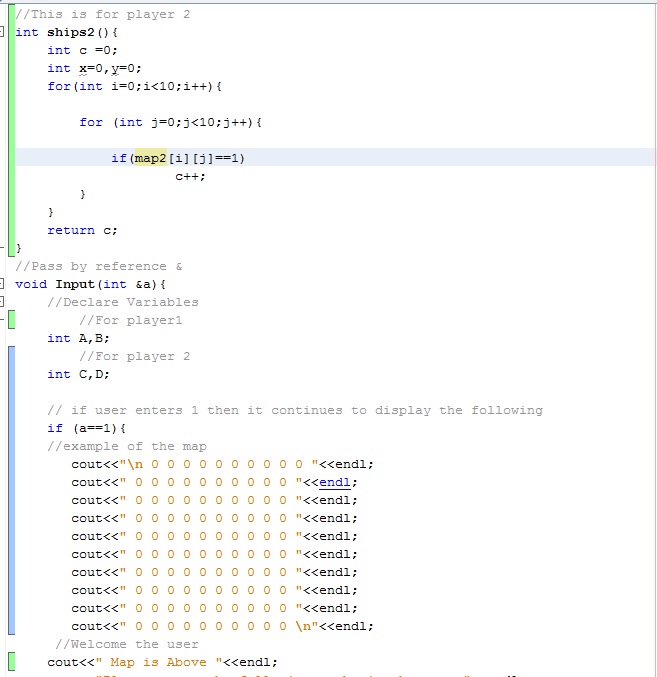 //This is for player 2
int ships2(){
int c =0;
int x=0,y=0;
for(int i=0;i<10;i++){
for (int j=0;j<10;j++){
if(map2[i][j]==1)
c++;
}
}
return c;
}
//Pass by reference &
void Input(int &a){
//Declare Variables
//For player1
int A,B;
//For player 2
int C,D;
// if user enters 1 then it continues to display the following
if (a==1){
//example of the map
cout<<"\n 0 0 0 0 0 0 0 0 0 0 "<<endl;
cout<<" 0 0 0 0 0 0 0 0 0 0 "<<endl;
cout<<" 0 0 0 0 0 0 0 0 0 0 "<<endl;
cout<<" 0 0 0 0 0 0 0 0 0 0 "<<endl;
cout<<" 0 0 0 0 0 0 0 0 0 0 "<<endl;
cout<<" 0 0 0 0 0 0 0 0 0 0 "<<endl;
cout<<" 0 0 0 0 0 0 0 0 0 0 "<<endl;
cout<<" 0 0 0 0 0 0 0 0 0 0 "<<endl;
cout<<" 0 0 0 0 0 0 0 0 0 0 "<<endl;
cout<<" 0 0 0 0 0 0 0 0 0 0 \n"<<endl;
//Welcome the user
cout<<" Map is Above "<<endl;